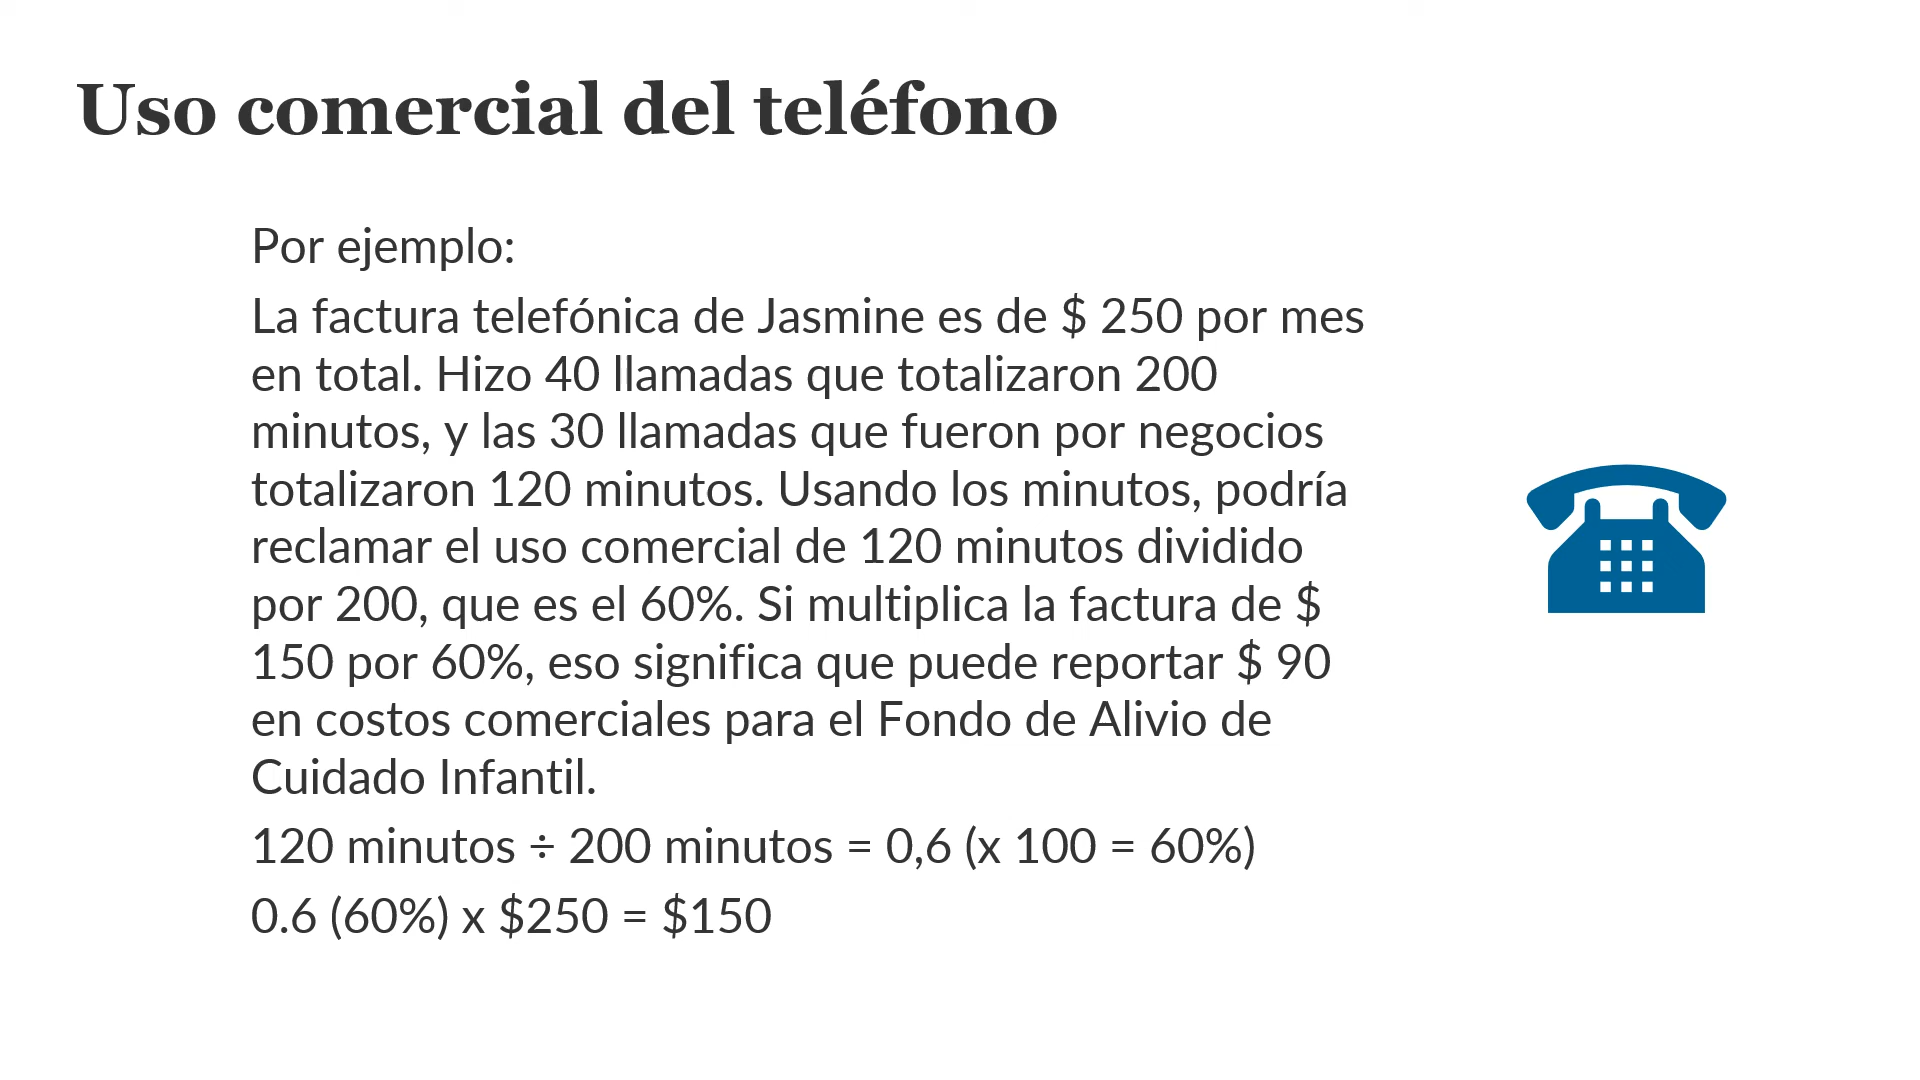 Uso comercial del teléfono
Por ejemplo:
La factura telefónica de Jasmine es de $ 250 por mes
en total. Hizo 40 llamadas que totalizaron 200
minutos, y las 30 llamadas que fueron por negocios
totalizaron 120 minutos. Usando los minutos, podría
reclamar el uso comercial de 120 minutos dividido
por 200, que es el 60%. Si multiplica la factura de $
150 por 60%, eso significa que puede reportar $ 90
en costos comerciales para el Fondo de Alivio de
Cuidado Infantil.
120 minutos ÷ 200 minutos = 0,6 (x 100 = 60%)
0.6 (60%) x $250 = $150